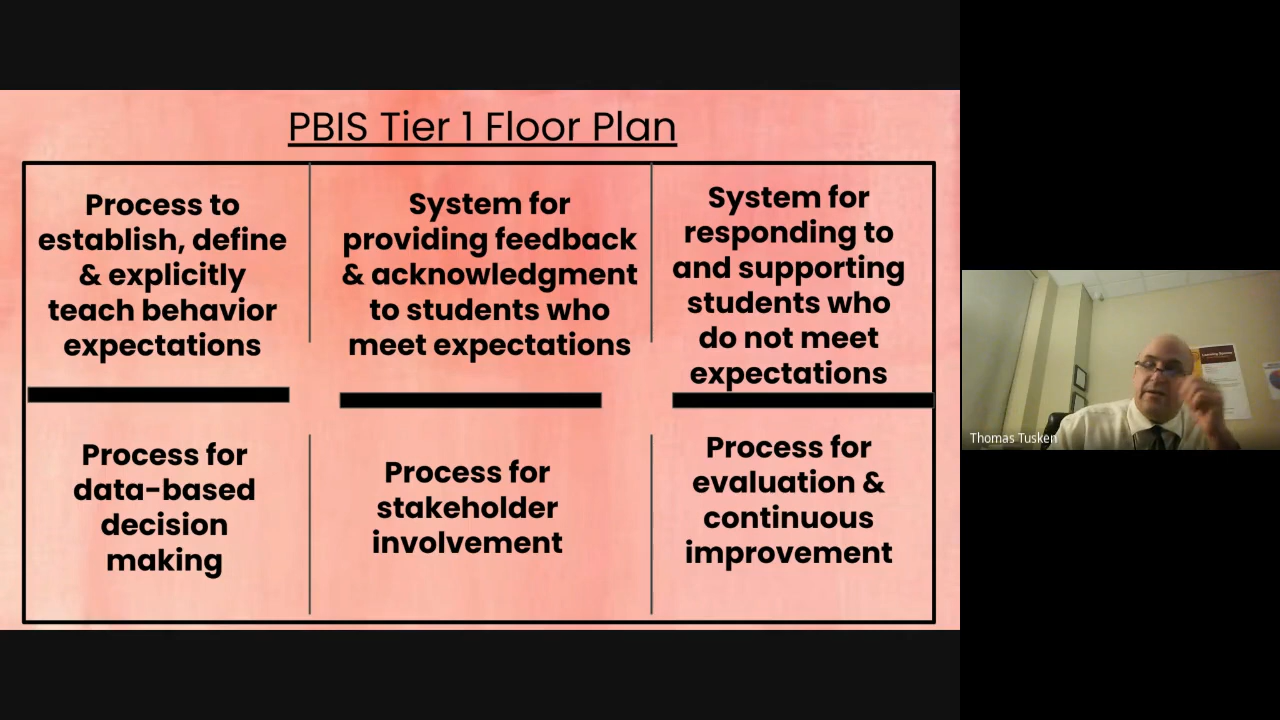 PBIS Tier 1 Floor Plan
Process to
establish, define
& explicitly
teach behavior
expectations
System for
providing feedback
& acknowledgment
to students who
meet expectations
System for
responding to
and supporting
students who
do not meet
expectations
Process for
data-based
decision
making
Process for
stakeholder
involvement
Process for
evaluation &
continuous
improvement
Thomas Tusken